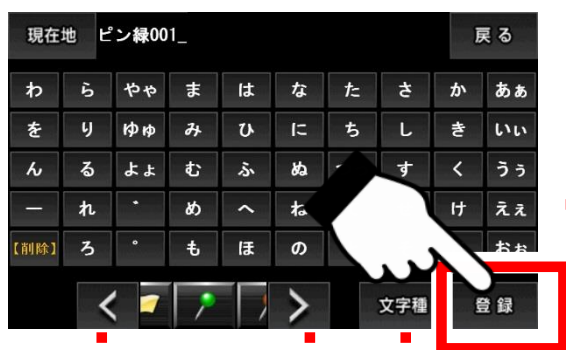 現在地 ピン緑001_ 戻る
わ ら やゃ ま は な た さ か あぁ
を り ゆゅ み ひ に ち し き いぃ
ん る よょ む ふ ぬ す く うぅ
ー れ ゛ め へ ね け えぇ
【削除】 ろ ゜ も ほ の おぉ
< > 文字種 登録